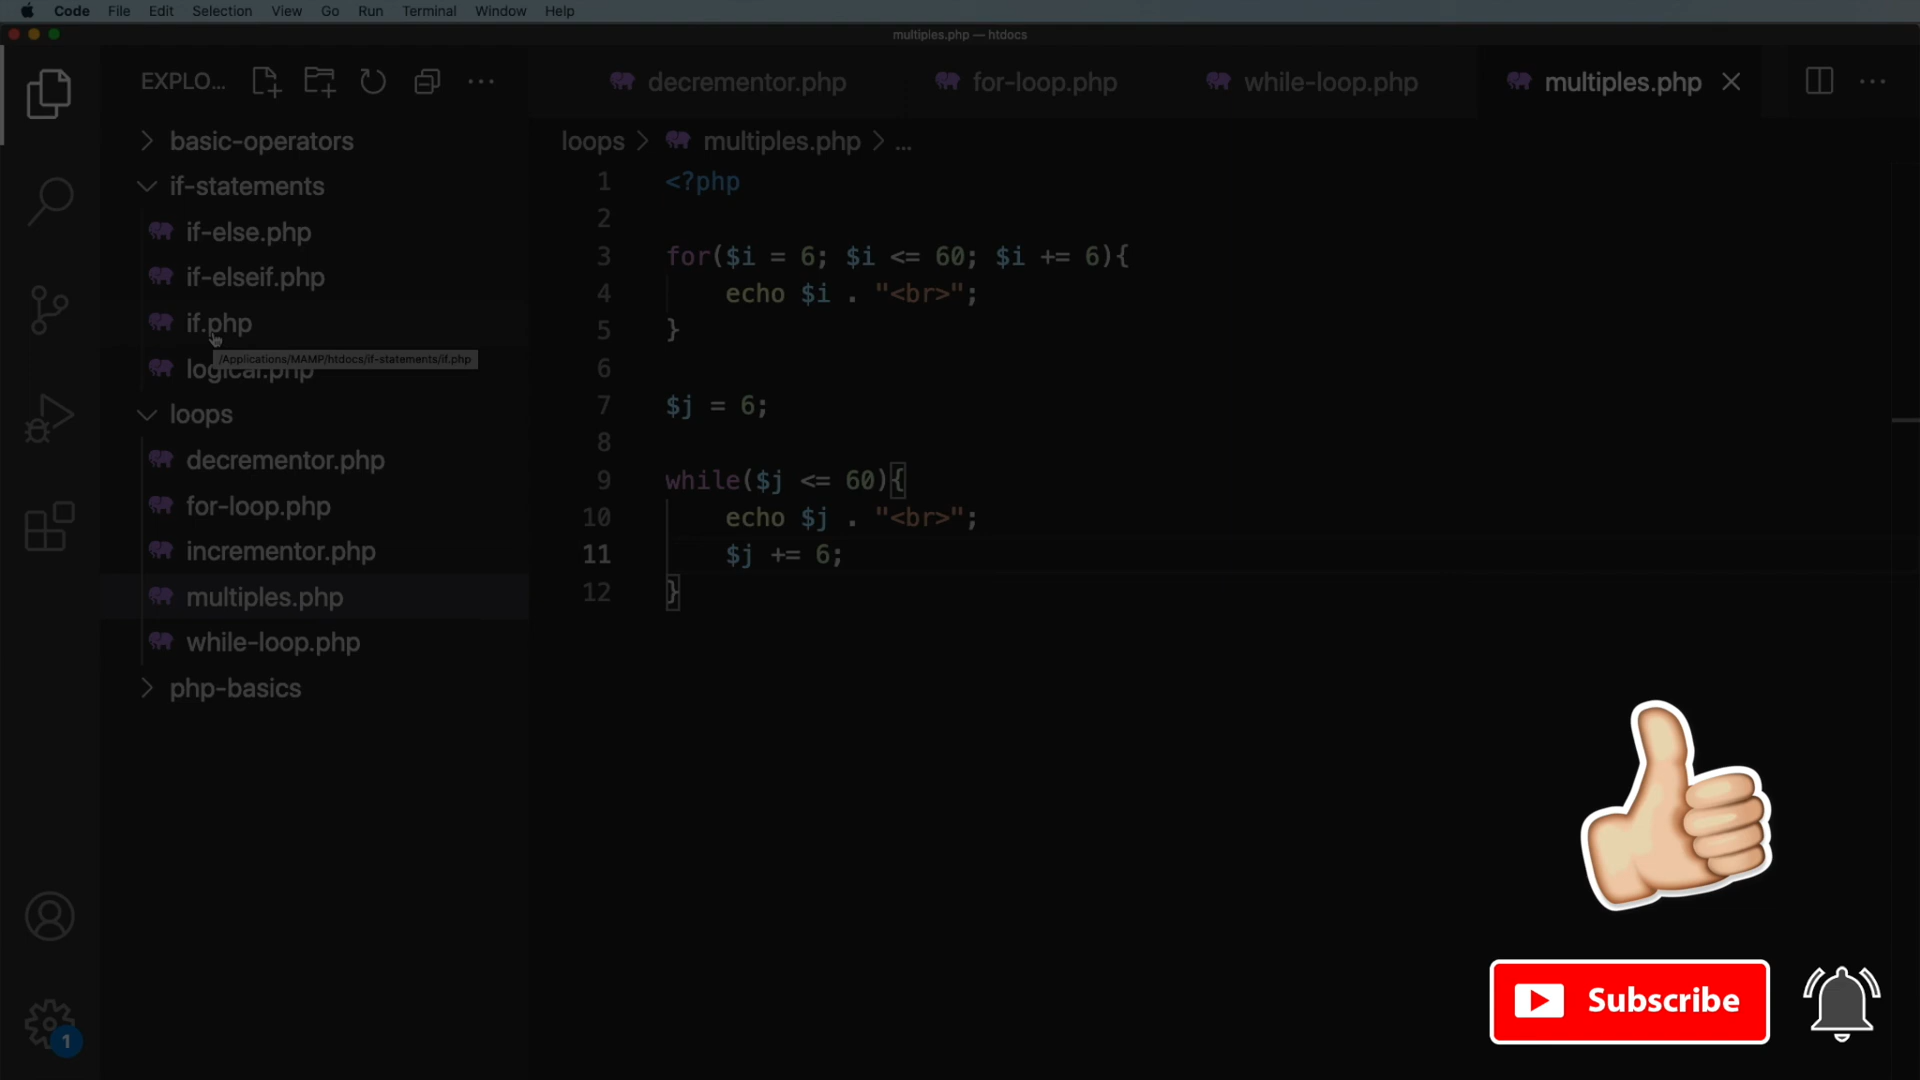 Code File Edit Selection View Go Run Terminal Window Help
multiples.php — htdocs
EXPLO...
decrementor.php for-loop.php while-loop.php multiples.php
basic-operators
if-statements
if-else.php
if-elseif.php
if.php
/Applications/MAMP/htdocs/if-statements/if.php
logical.php
loops
decrementor.php
for-loop.php
incrementor.php
multiples.php
while-loop.php
php-basics
loops > multiples.php > ...
1 <?php
2
3 for($i = 6; $i <= 60; $i += 6){
4 echo $i . "<br>";
5 }
6
7 $j = 6;
8
9 while($j <= 60){
10 echo $j . "<br>";
11 $j += 6;
12 }
1
Subscribe